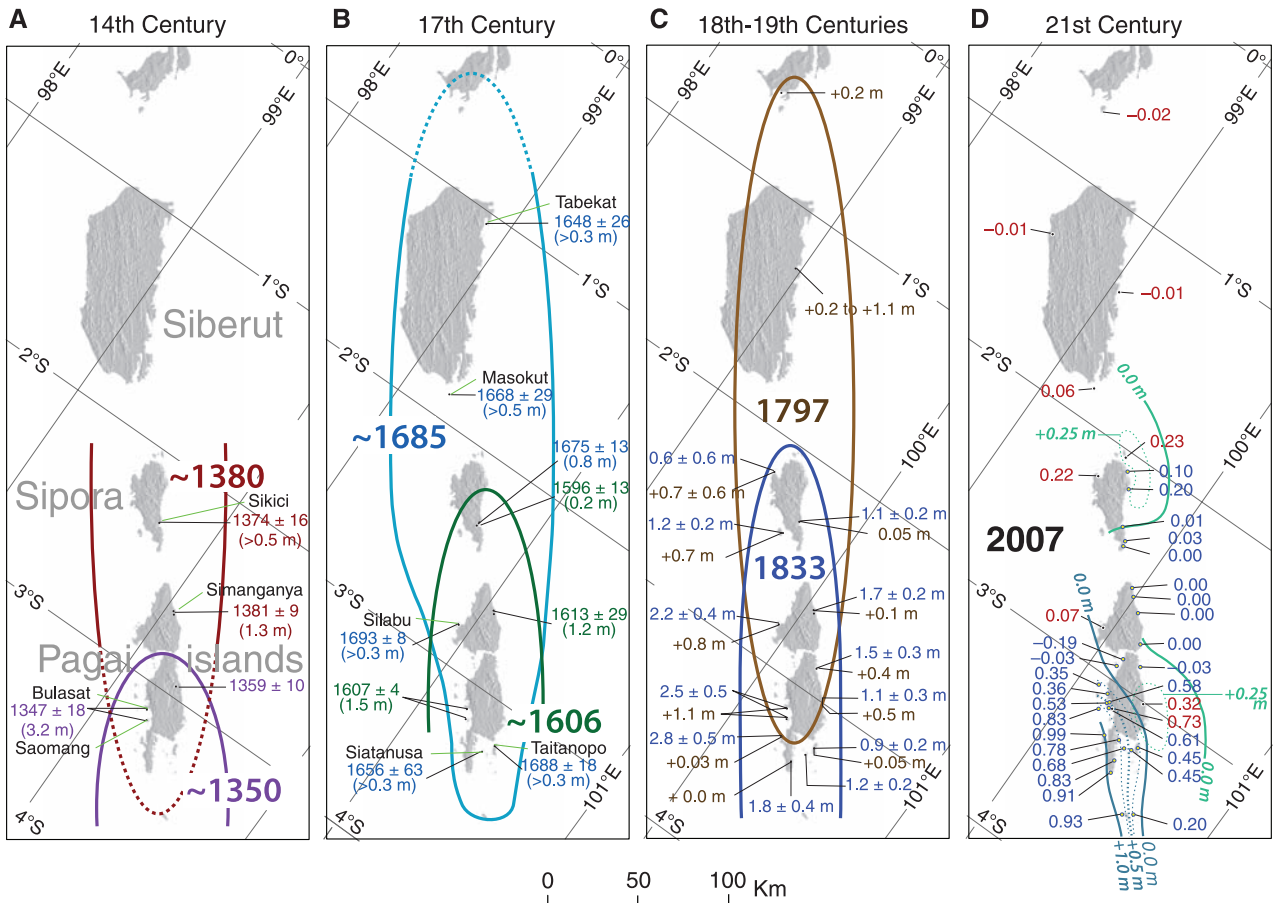 A 14th Century
98°E
0°
99°E
1°S
Siberut
2°S
~1380
Sipora
Sikici
1374 ± 16
(>0.5 m)
Simanganya
1381 ± 9
(1.3 m)
3°S
Pagai islands
1359 ± 10
Bulasat
1347 ± 18
(3.2 m)
Saomang
~1350
4°S
B 17th Century
98°E
0°
99°E
Tabekat
1648 ± 26
(>0.3 m)
1°S
2°S
Masokut
1668 ± 29
(>0.5 m)
~1685
1675 ± 13
(0.8 m)
1596 ± 13
(0.2 m)
3°S
Silabu
1693 ± 8
(>0.3 m)
1613 ± 29
(1.2 m)
1607 ± 4
(1.5 m)
~1606
Siatanusa
1656 ± 63
(>0.3 m)
Taitanopo
1688 ± 18
(>0.3 m)
4°S
101°E
C 18th-19th Centuries
98°E
0°
+0.2 m
99°E
1°S
+0.2 to +1.1 m
2°S
1797
100°E
0.6 ± 0.6 m
+0.7 ± 0.6 m
1.2 ± 0.2 m
+0.7 m
1.1 ± 0.2 m
0.05 m
1833
3°S
2.2 ± 0.4 m
+0.8 m
1.7 ± 0.2 m
+0.1 m
1.5 ± 0.3 m
+0.4 m
2.5 ± 0.5
+1.1 m
1.1 ± 0.3 m
+0.5 m
2.8 ± 0.5 m
+0.03 m
0.9 ± 0.2 m
+0.05 m
+ 0.0 m
1.2 ± 0.2
1.8 ± 0.4 m
4°S
101°E
D 21st Century
98°E
0°
−0.02
99°E
−0.01
−0.01
1°S
2°S
0.06
0.0 m
+0.25 m
0.23
0.22
0.10
0.20
100°E
2007
0.01
0.03
0.00
3°S
0.0 m
0.07
0.00
0.00
0.00
0.00
−0.19
−0.03
0.35
0.36
0.53
0.83
0.99
0.78
0.68
0.83
0.91
0.93
−0.03
0.58
+0.25
m
0.32
0.73
0.61
0.45
0.45
0.0 m
0.20
4°S
101°E
+1.0 m
+0.5 m
0.0 m
0 50 100 Km